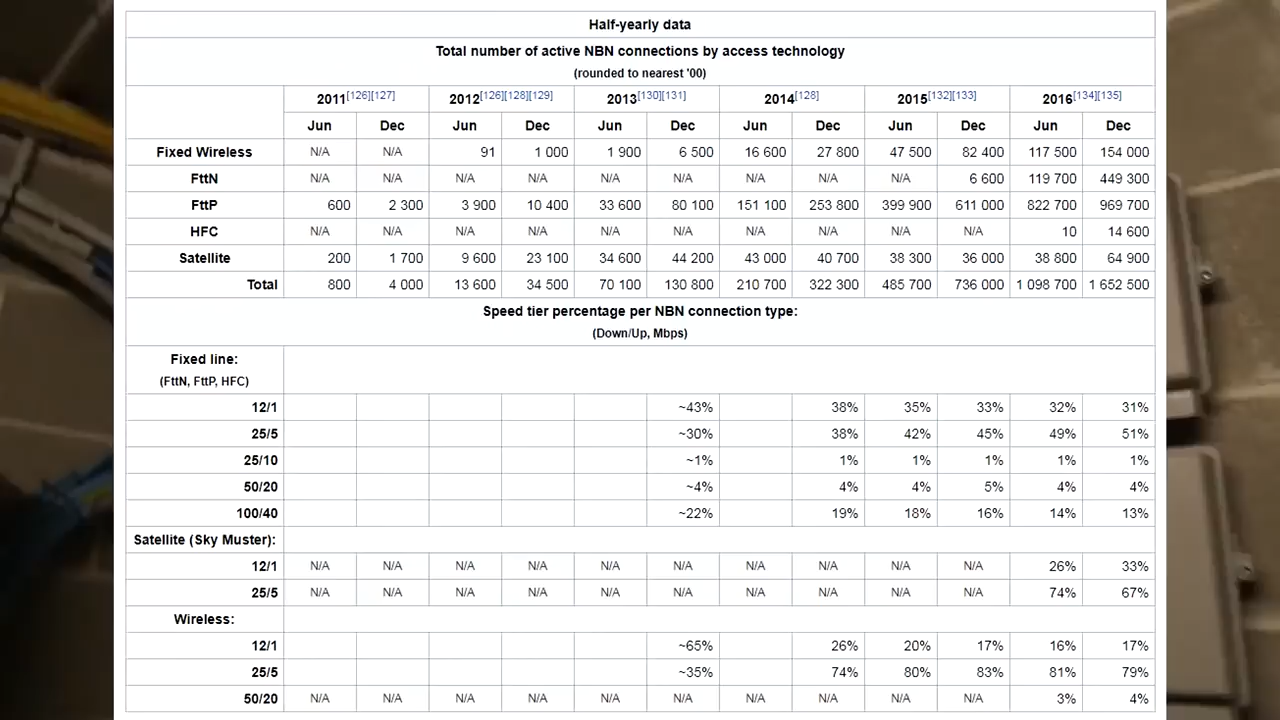 Half-yearly data
Total number of active NBN connections by access technology
(rounded to nearest '00)
2011[126][127] 2012[126][128][129] 2013[130][131] 2014[128] 2015[132][133] 2016[134][135]
Jun Dec Jun Dec Jun Dec Jun Dec Jun Dec Jun Dec
Fixed Wireless N/A N/A 91 1 000 1 900 6 500 16 600 27 800 47 500 82 400 117 500 154 000
FttN N/A N/A N/A N/A N/A N/A N/A N/A N/A 6 600 119 700 449 300
FttP 600 2 300 3 900 10 400 33 600 80 100 151 100 253 800 399 900 611 000 822 700 969 700
HFC N/A N/A N/A N/A N/A N/A N/A N/A N/A N/A 10 14 600
Satellite 200 1 700 9 600 23 100 34 600 44 200 43 000 40 700 38 300 36 000 38 800 64 900
Total 800 4 000 13 600 34 500 70 100 130 800 210 700 322 300 485 700 736 000 1 098 700 1 652 500
Speed tier percentage per NBN connection type:
(Down/Up, Mbps)
Fixed line:
(FttN, FttP, HFC)
12/1 ~43% 38% 35% 33% 32% 31%
25/5 ~30% 38% 42% 45% 49% 51%
25/10 ~1% 1% 1% 1% 1% 1%
50/20 ~4% 4% 4% 5% 4% 4%
100/40 ~22% 19% 18% 16% 14% 13%
Satellite (Sky Muster):
12/1 N/A N/A N/A N/A N/A N/A N/A N/A N/A N/A 26% 33%
25/5 N/A N/A N/A N/A N/A N/A N/A N/A N/A N/A 74% 67%
Wireless:
12/1 ~65% 26% 20% 17% 16% 17%
25/5 ~35% 74% 80% 83% 81% 79%
50/20 N/A N/A N/A N/A N/A N/A N/A N/A N/A N/A 3% 4%